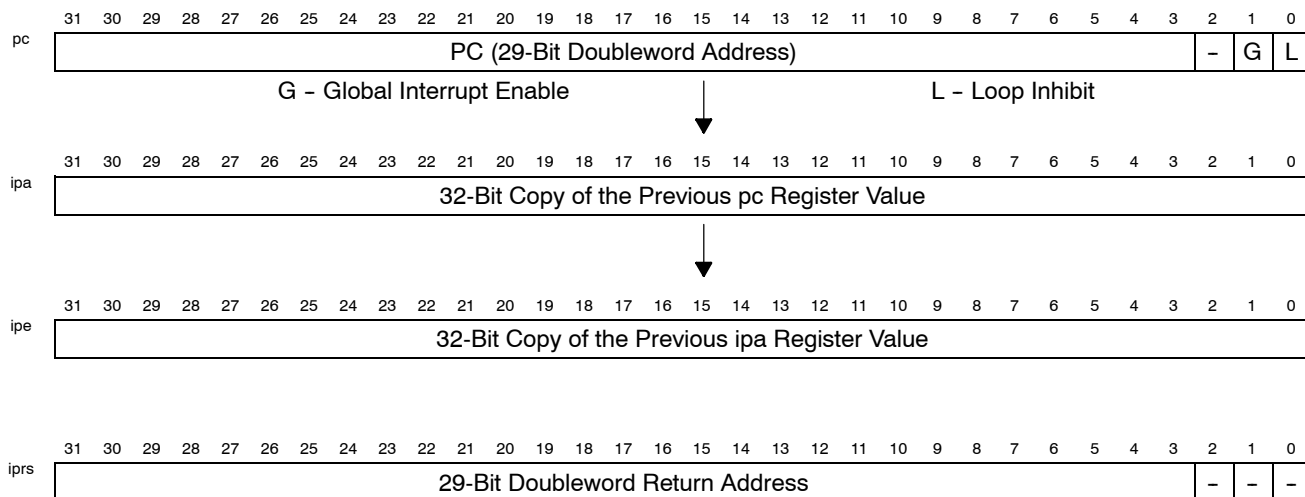 31 30 29 28 27 26 25 24 23 22 21 20 19 18 17 16 15 14 13 12 11 10 9 8 7 6 5 4 3 2 1 0
pc PC (29-Bit Doubleword Address) – G L
G – Global Interrupt Enable L – Loop Inhibit
31 30 29 28 27 26 25 24 23 22 21 20 19 18 17 16 15 14 13 12 11 10 9 8 7 6 5 4 3 2 1 0
ipa 32-Bit Copy of the Previous pc Register Value
31 30 29 28 27 26 25 24 23 22 21 20 19 18 17 16 15 14 13 12 11 10 9 8 7 6 5 4 3 2 1 0
ipe 32-Bit Copy of the Previous ipa Register Value
31 30 29 28 27 26 25 24 23 22 21 20 19 18 17 16 15 14 13 12 11 10 9 8 7 6 5 4 3 2 1 0
iprs 29-Bit Doubleword Return Address – – –